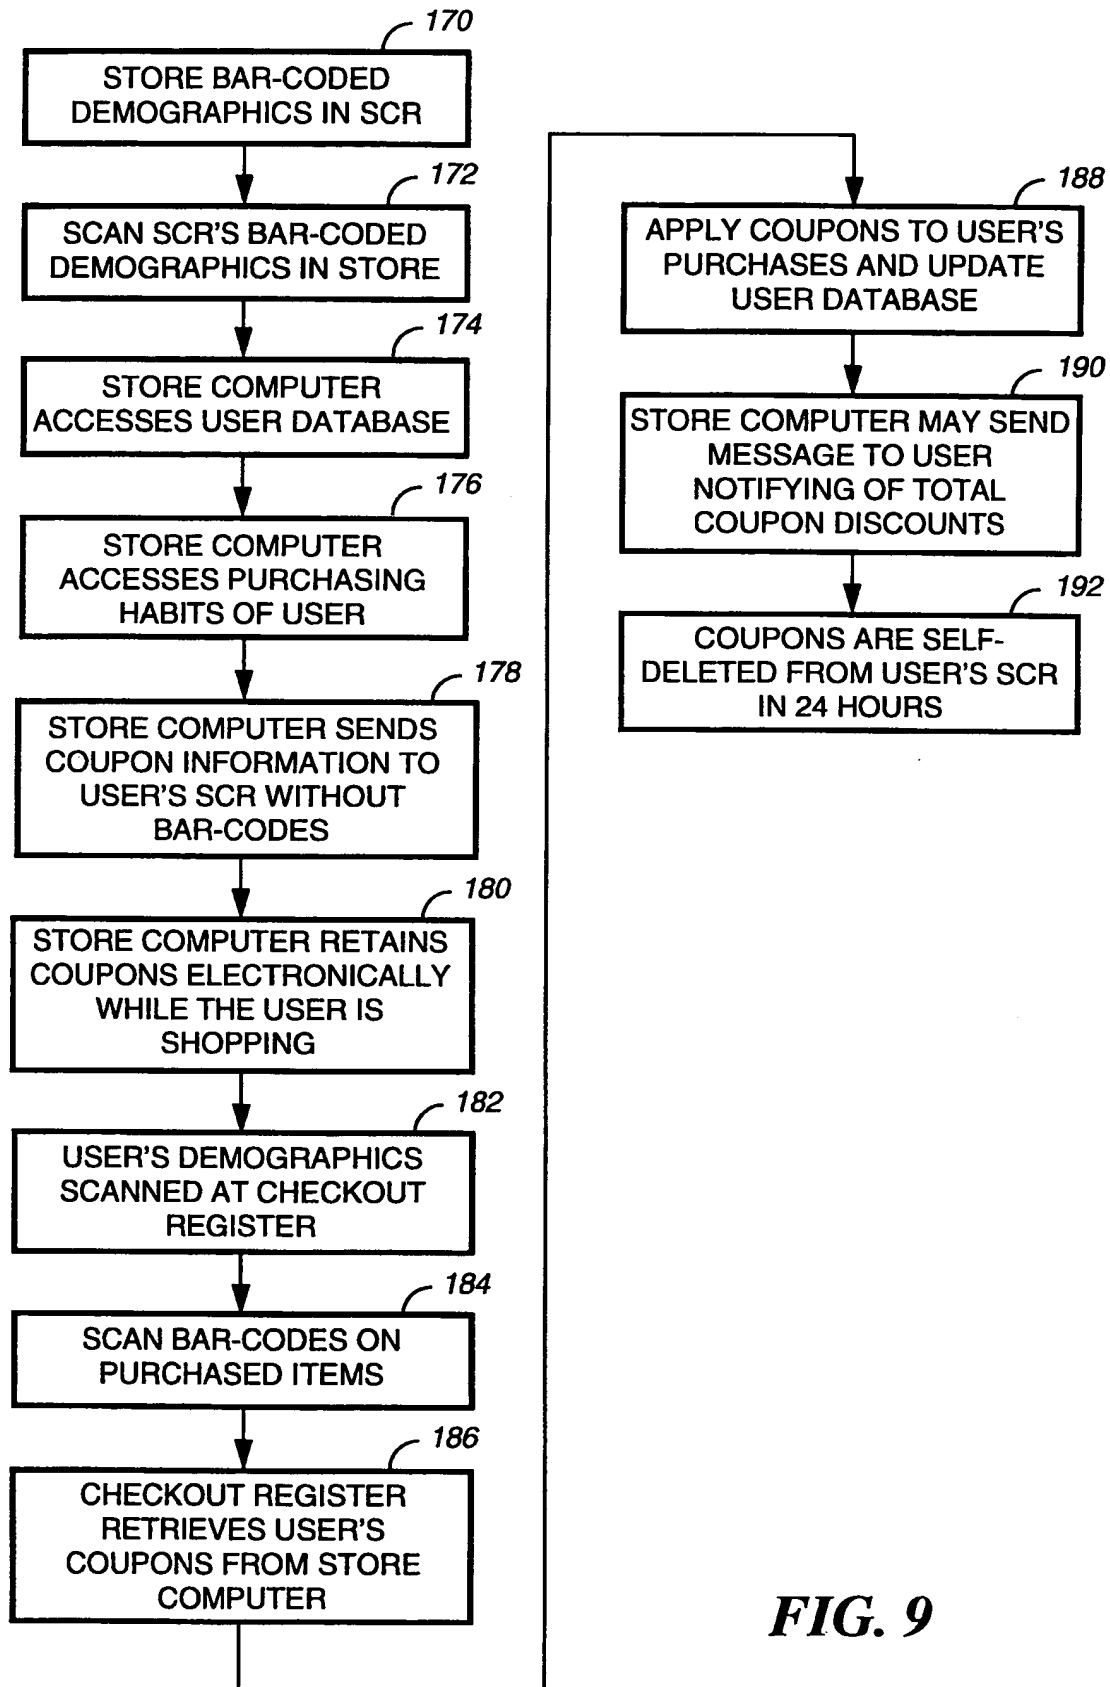 170
STORE BAR-CODED
DEMOGRAPHICS IN SCR
172
SCAN SCR'S BAR-CODED
DEMOGRAPHICS IN STORE
174
STORE COMPUTER
ACCESSES USER DATABASE
176
STORE COMPUTER
ACCESSES PURCHASING
HABITS OF USER
178
STORE COMPUTER SENDS
COUPON INFORMATION TO
USER'S SCR WITHOUT
BAR-CODES
180
STORE COMPUTER RETAINS
COUPONS ELECTRONICALLY
WHILE THE USER IS
SHOPPING
182
USER'S DEMOGRAPHICS
SCANNED AT CHECKOUT
REGISTER
184
SCAN BAR-CODES ON
PURCHASED ITEMS
186
CHECKOUT REGISTER
RETRIEVES USER'S
COUPONS FROM STORE
COMPUTER
188
APPLY COUPONS TO USER'S
PURCHASES AND UPDATE
USER DATABASE
190
STORE COMPUTER MAY SEND
MESSAGE TO USER
NOTIFYING OF TOTAL
COUPON DISCOUNTS
192
COUPONS ARE SELF-
DELETED FROM USER'S SCR
IN 24 HOURS
FIG. 9